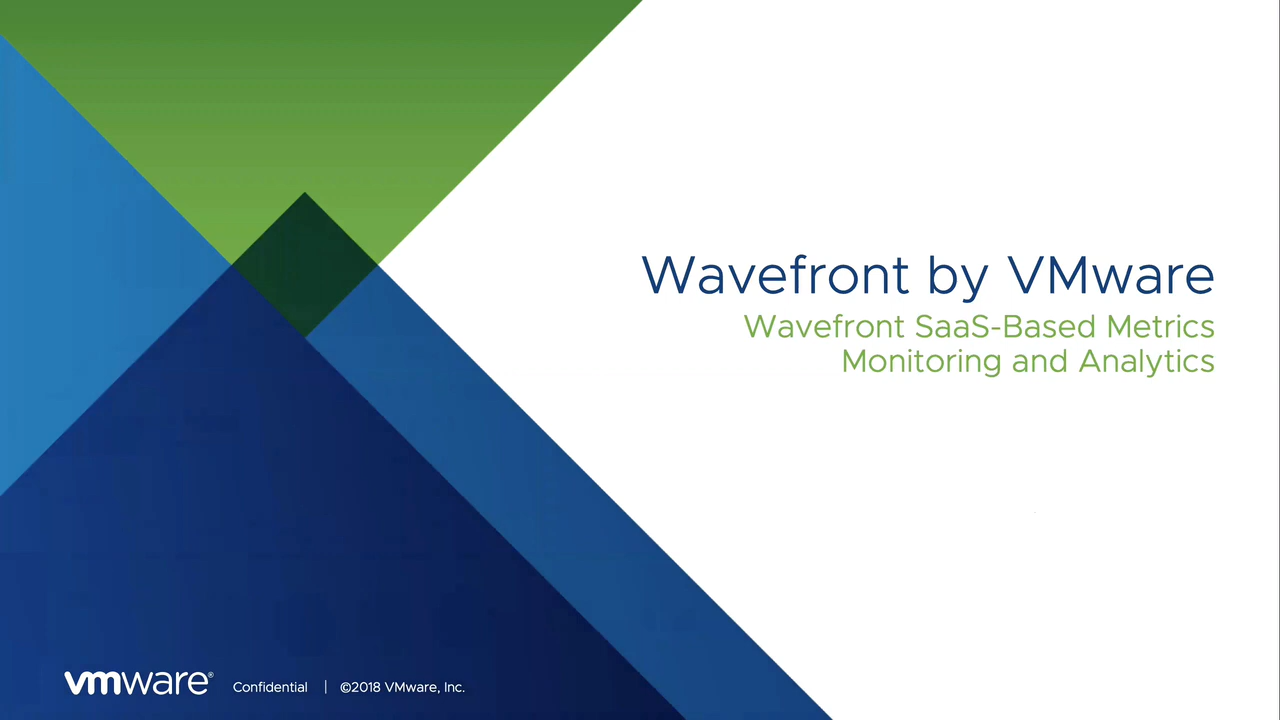 Wavefront by VMware
Wavefront SaaS-Based Metrics
Monitoring and Analytics
vmware® Confidential | ©2018 VMware, Inc.